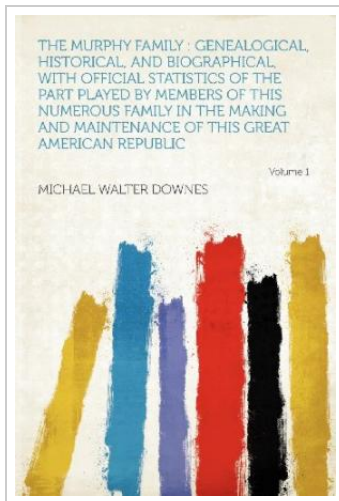 THE MURPHY FAMILY : GENEALOGICAL,
HISTORICAL, AND BIOGRAPHICAL,
WITH OFFICIAL STATISTICS OF THE
PART PLAYED BY MEMBERS OF THIS
NUMEROUS FAMILY IN THE MAKING
AND MAINTENANCE OF THIS GREAT
AMERICAN REPUBLIC
Volume 1
MICHAEL WALTER DOWNES